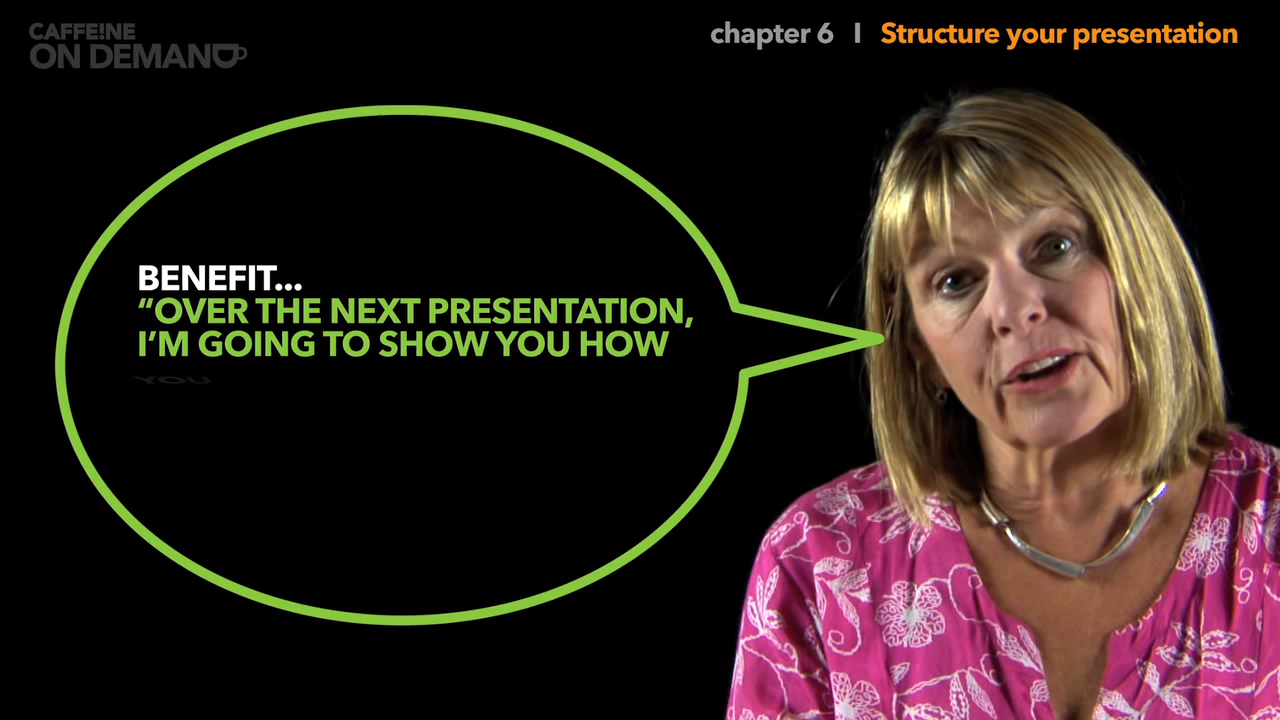 CAFFE!NE
ON DEMAND
chapter 6 | Structure your presentation
BENEFIT...
“OVER THE NEXT PRESENTATION,
I’M GOING TO SHOW YOU HOW
YOU